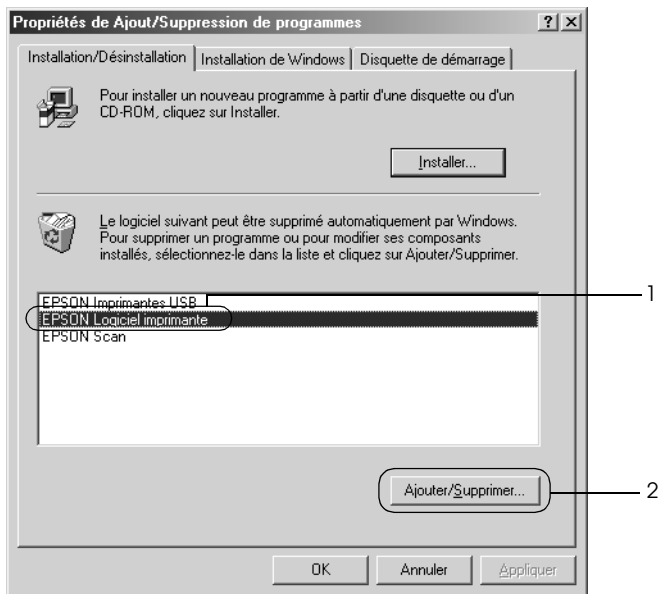 Propriétés de Ajout/Suppression de programmes
Installation/Désinstallation
Installation de Windows
Disquette de démarrage
Pour installer un nouveau programme à partir d'une disquette ou d'un
CD-ROM, cliquez sur Installer.
Installer...
Le logiciel suivant peut être supprimé automatiquement par Windows.
Pour supprimer un programme ou pour modifier ses composants
installés, sélectionnez-le dans la liste et cliquez sur Ajouter/Supprimer.
EPSON Imprimantes USB
1
EPSON Logiciel imprimante
EPSON Scan
Ajouter/Supprimer...
2
OK
Annuler
Appliquer